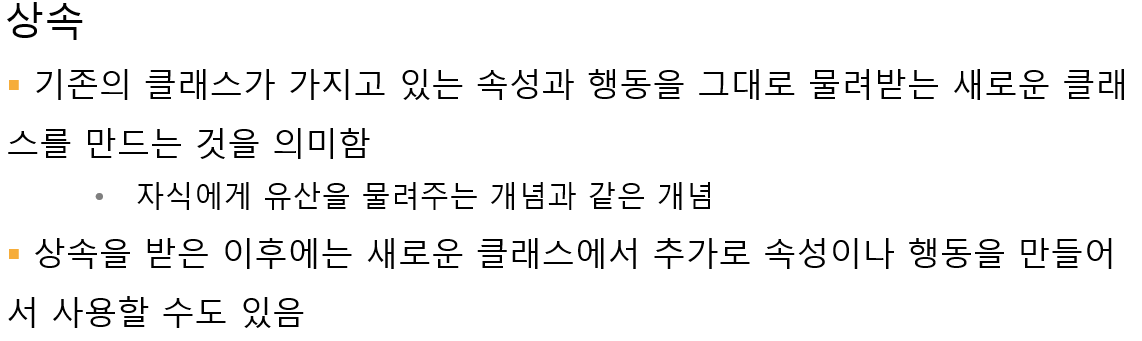 상속
▪ 기존의 클래스가 가지고 있는 속성과 행동을 그대로 물려받는 새로운 클래
스를 만드는 것을 의미함
• 자식에게 유산을 물려주는 개념과 같은 개념
▪ 상속을 받은 이후에는 새로운 클래스에서 추가로 속성이나 행동을 만들어
서 사용할 수도 있음